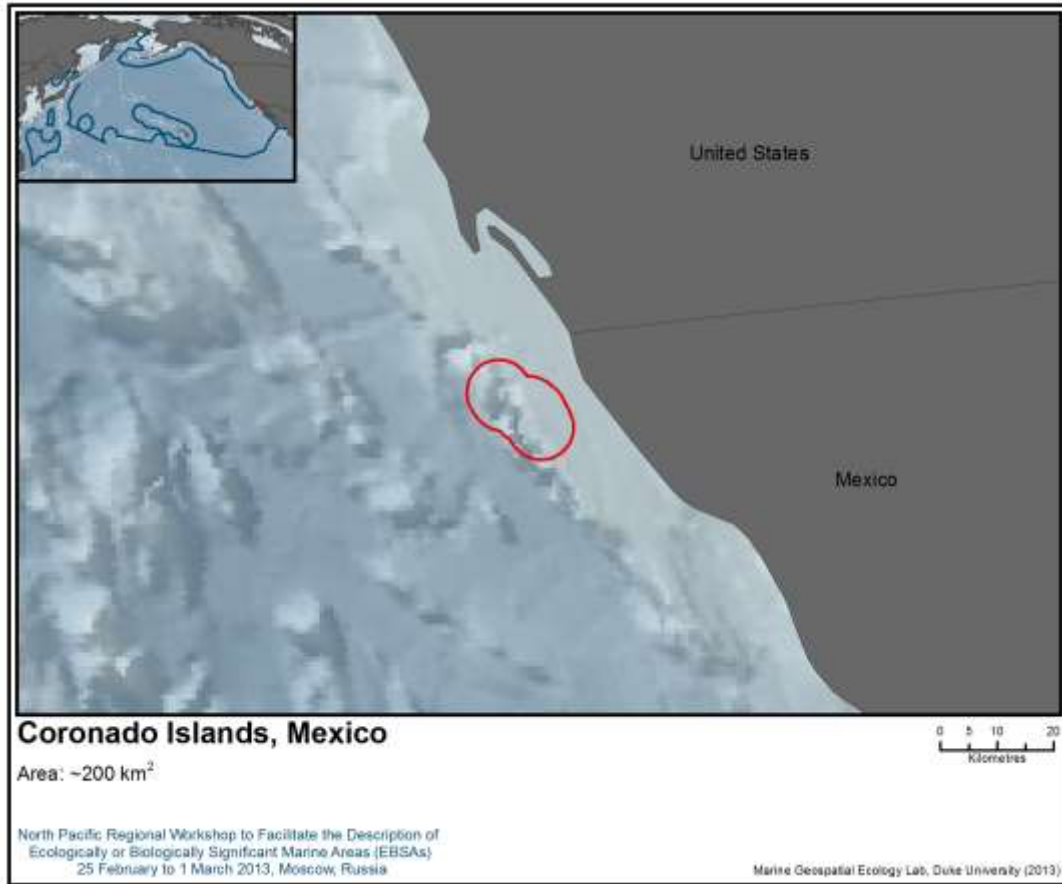 United States
Mexico
Coronado Islands, Mexico
Area: ~200 km²
0 5 10 20
Kilometres
North Pacific Regional Workshop to Facilitate the Description of
Ecologically or Biologically Significant Marine Areas (EBSAs)
25 February to 1 March 2013, Moscow, Russia
Marine Geospatial Ecology Lab, Duke University (2013)